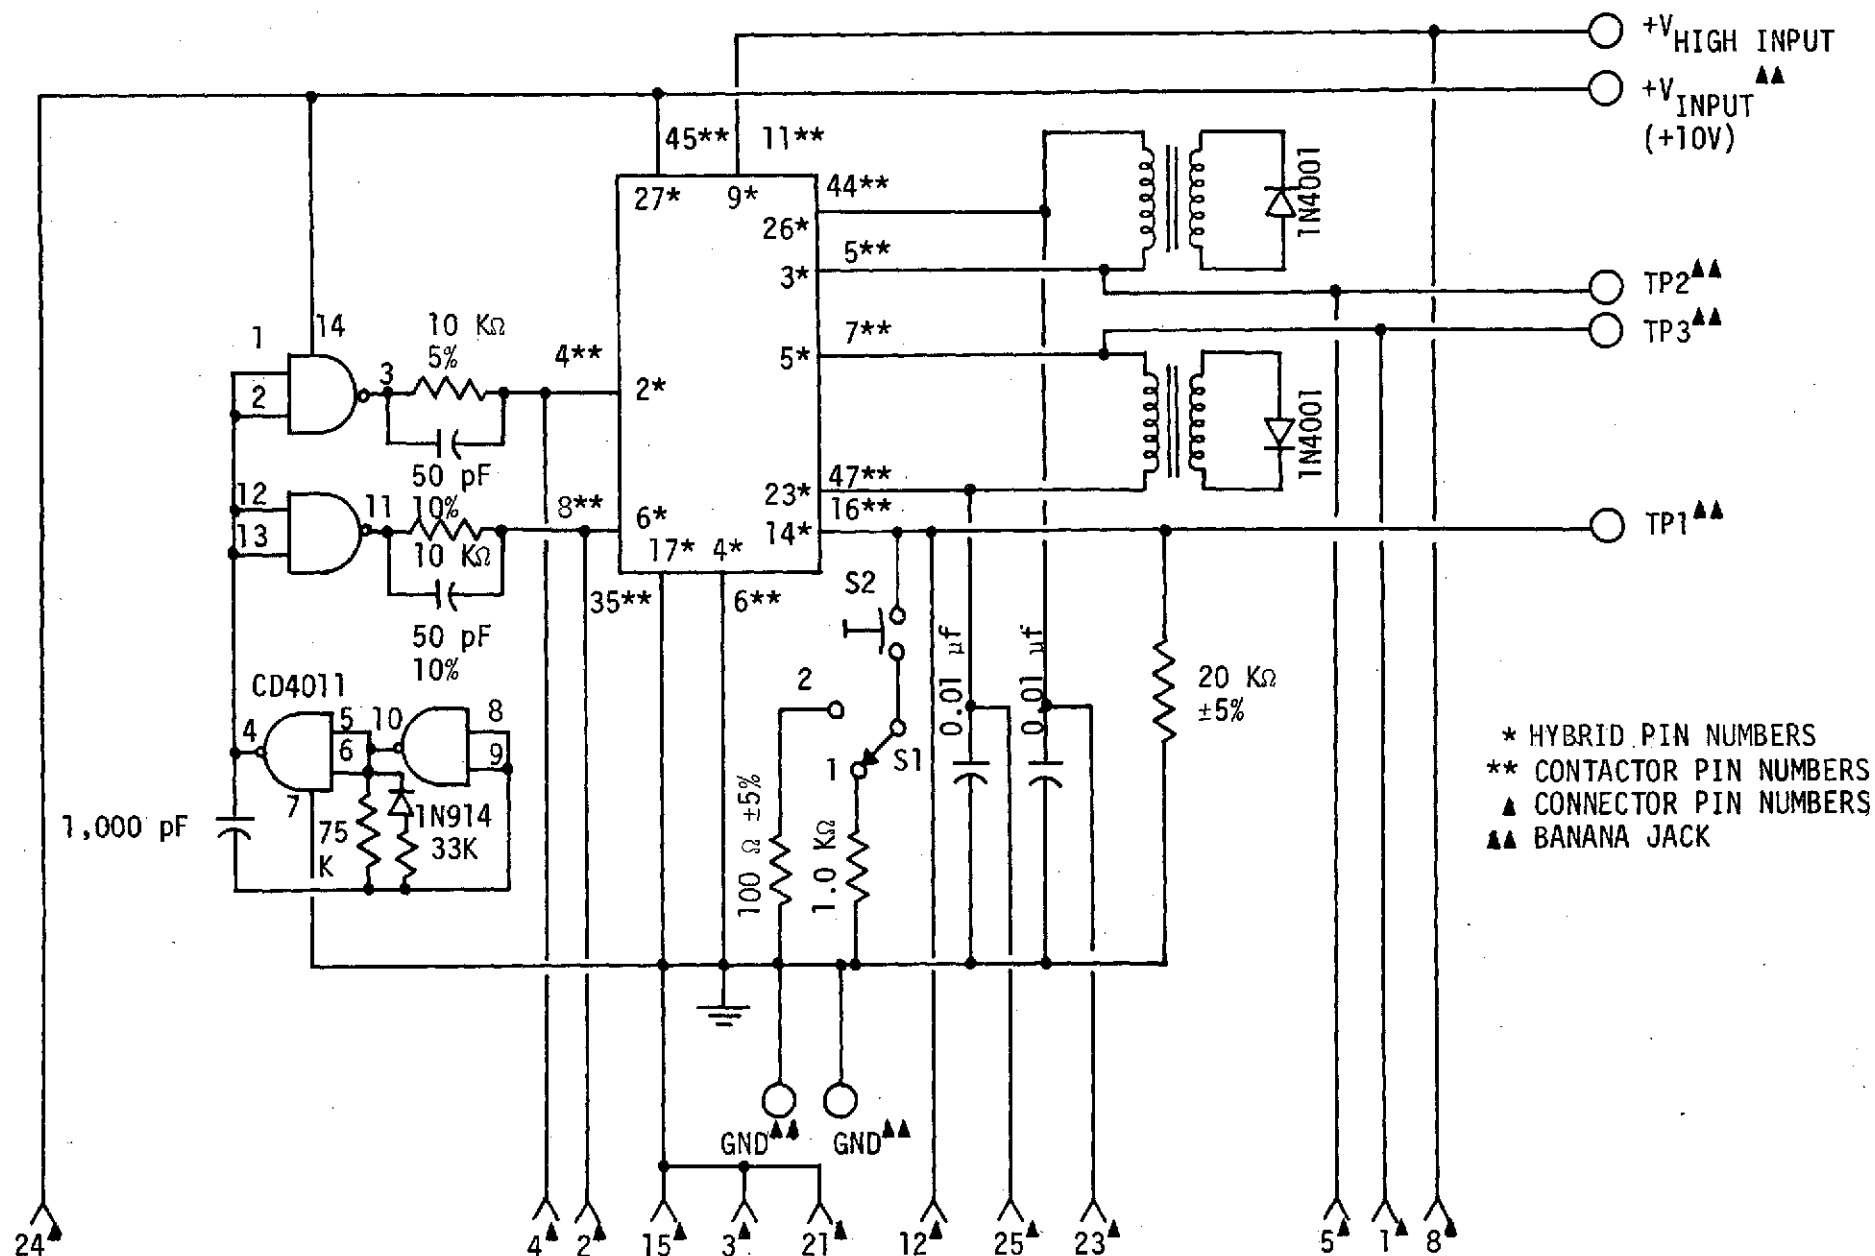 +V HIGH INPUT
+V INPUT ▲▲
(+10V)
45**
11**
27*
9*
44**
26*
5**
3*
1N4001
TP2▲▲
7**
5*
TP3▲▲
1
14
2
3
10 KΩ
5%
4**
2*
50 pF
10%
1N4001
12
13
11
10 KΩ
8**
6*
47**
23*
16**
14*
TP1▲▲
17*
4*
35**
6**
50 pF
10%
S2
2
0.01 µf
0.01 µf
20 KΩ
±5%
CD4011
4
5
6
10
8
9
7
1,000 pF
75
K
1N914
33K
1
S1
100 Ω ±5%
1.0 KΩ
* HYBRID PIN NUMBERS
** CONTACTOR PIN NUMBERS
▲ CONNECTOR PIN NUMBERS
▲▲ BANANA JACK
GND▲▲
GND▲▲
24▲
4▲
2▲
15▲
3▲
21▲
12▲
25▲
23▲
5▲
1▲
8▲